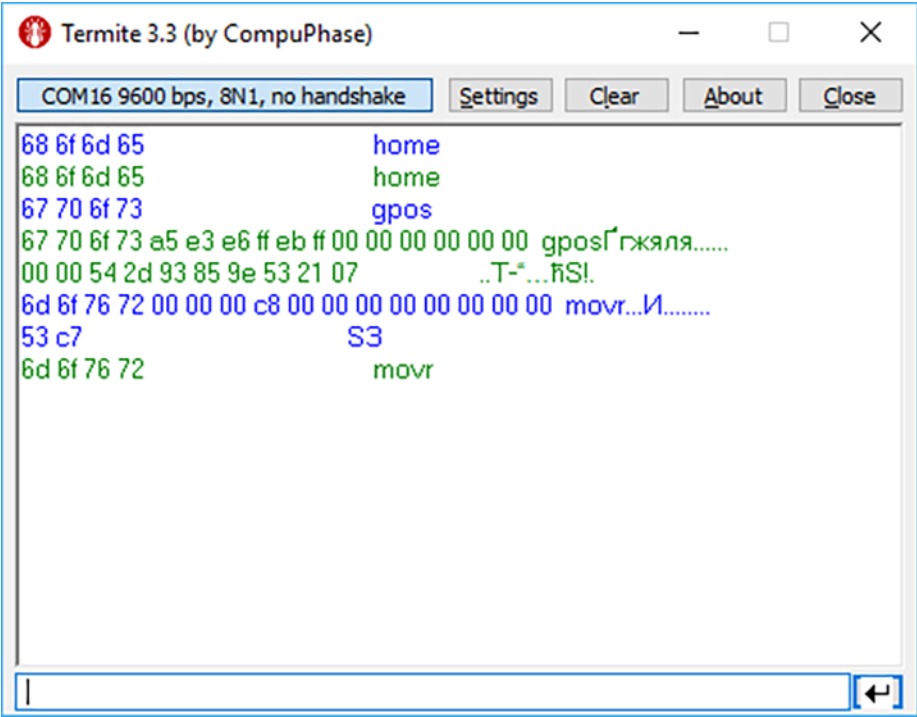 Termite 3.3 (by CompuPhase)
COM16 9600 bps, 8N1, no handshake Settings Clear About Close
68 6f 6d 65 home
68 6f 6d 65 home
67 70 6f 73 gpos
67 70 6f 73 a5 e3 e6 ff eb ff 00 00 00 00 00 00 gposҐгжяля......
00 00 54 2d 93 85 9e 53 21 07 ..T-“…ћS!.
6d 6f 76 72 00 00 00 c8 00 00 00 00 00 00 00 00 movr...И........
53 c7 SЗ
6d 6f 76 72 movr